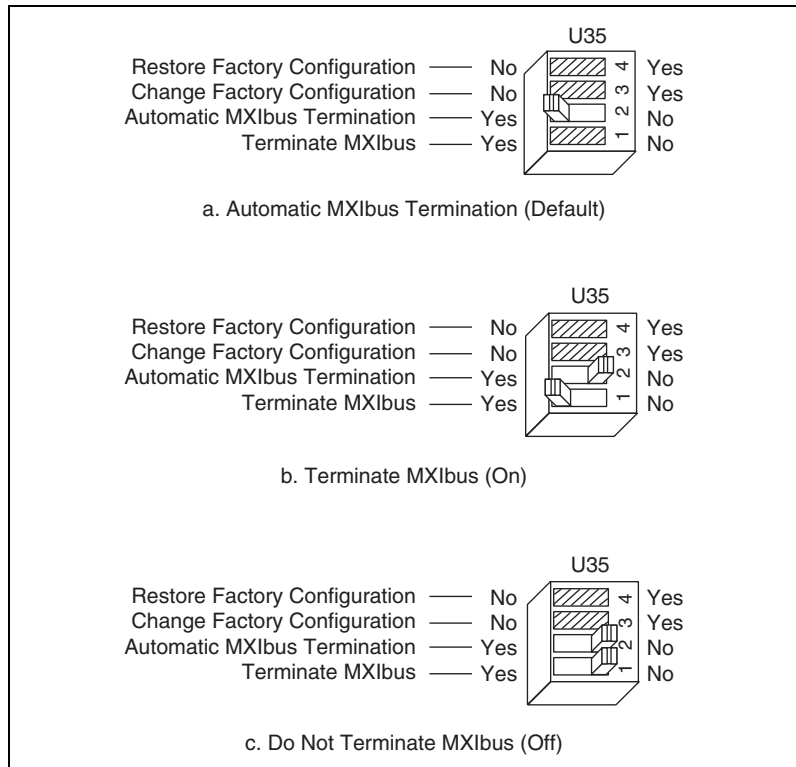 U35
Restore Factory Configuration No 4 Yes
Change Factory Configuration No 3 Yes
Automatic MXIbus Termination Yes 2 No
Terminate MXIbus Yes 1 No
a. Automatic MXIbus Termination (Default)
U35
Restore Factory Configuration No 4 Yes
Change Factory Configuration No 3 Yes
Automatic MXIbus Termination Yes 2 No
Terminate MXIbus Yes 1 No
b. Terminate MXIbus (On)
U35
Restore Factory Configuration No 4 Yes
Change Factory Configuration No 3 Yes
Automatic MXIbus Termination Yes 2 No
Terminate MXIbus Yes 1 No
c. Do Not Terminate MXIbus (Off)